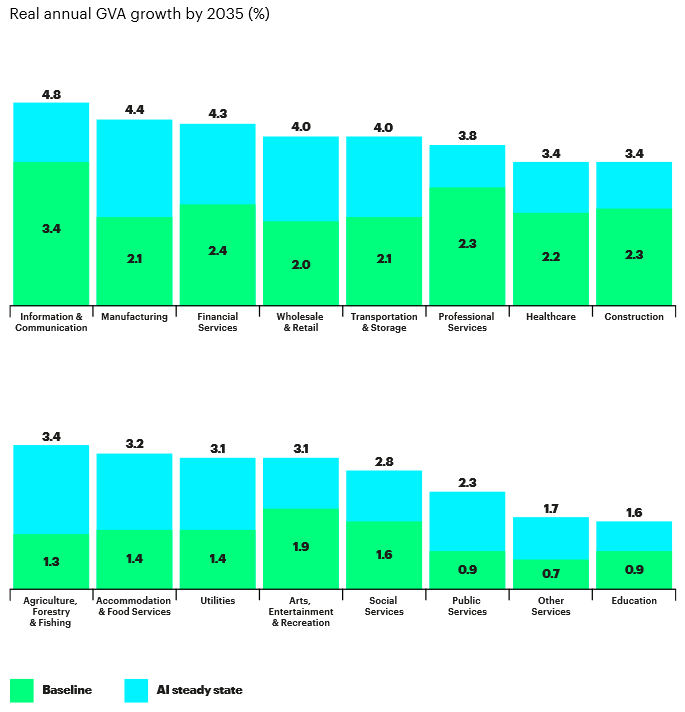 Real annual GVA growth by 2035 (%)
4.8
4.4
4.3
4.0
4.0
3.8
3.4
3.4
3.4
2.1
2.4
2.0
2.1
2.3
2.2
2.3
Information &
Communication
Manufacturing
Financial
Services
Wholesale
& Retail
Transportation
& Storage
Professional
Services
Healthcare
Construction
3.4
3.2
3.1
3.1
2.8
2.3
1.7
1.6
1.3
1.4
1.4
1.9
1.6
0.9
0.7
0.9
Agriculture,
Forestry
& Fishing
Accommodation
& Food Services
Utilities
Arts,
Entertainment
& Recreation
Social
Services
Public
Services
Other
Services
Education
Baseline
AI steady state